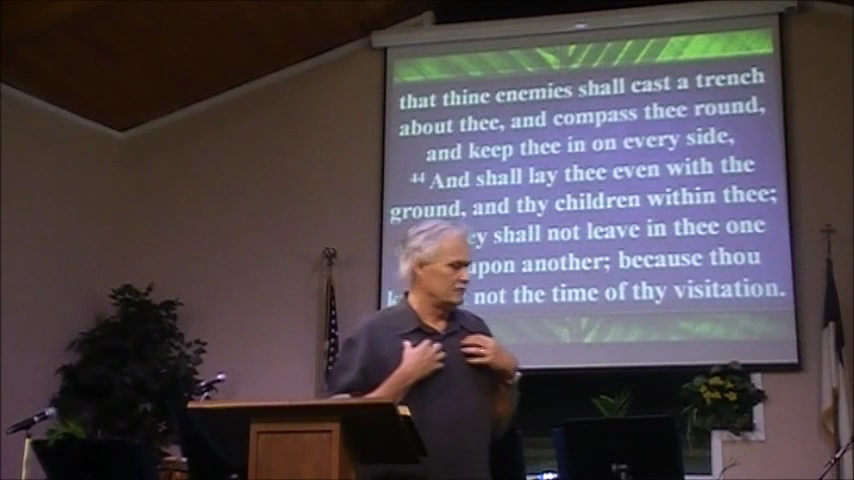 that thine enemies shall cast a trench
about thee, and compass thee round,
and keep thee in on every side,
44 And shall lay thee even with the
ground, and thy children within thee;
shall not leave in thee one
upon another; because thou
not the time of thy visitation.